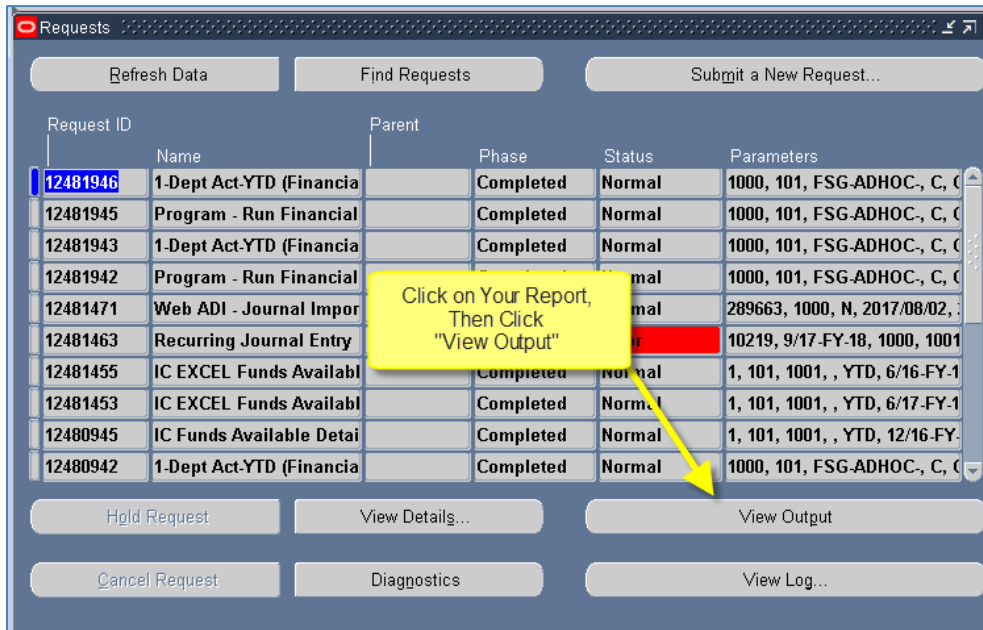 Requests
Refresh Data Find Requests Submit a New Request...
Request ID Parent
Name Phase Status Parameters
12481946 1-Dept Act-YTD (Financia Completed Normal 1000, 101, FSG-ADHOC-, C,
12481945 Program - Run Financial Completed Normal 1000, 101, FSG-ADHOC-, C,
12481943 1-Dept Act-YTD (Financia Completed Normal 1000, 101, FSG-ADHOC-, C,
12481942 Program - Run Financial 1000, 101, FSG-ADHOC-, C,
12481471 Web ADI - Journal Impor mal 289663, 1000, N, 2017/08/02,
12481463 Recurring Journal Entry 10219, 9/17-FY-18, 1000, 1001
12481455 IC EXCEL Funds Availabl Completed Normal 1, 101, 1001, , YTD, 6/16-FY-1
12481453 IC EXCEL Funds Availabl Completed Normal 1, 101, 1001, , YTD, 6/17-FY-1
12480945 IC Funds Available Detai Completed Normal 1, 101, 1001, , YTD, 12/16-FY-
12480942 1-Dept Act-YTD (Financia Completed Normal 1000, 101, FSG-ADHOC-, C,
Click on Your Report,
Then Click
"View Output"
Hold Request View Details... View Output
Cancel Request Diagnostics View Log...